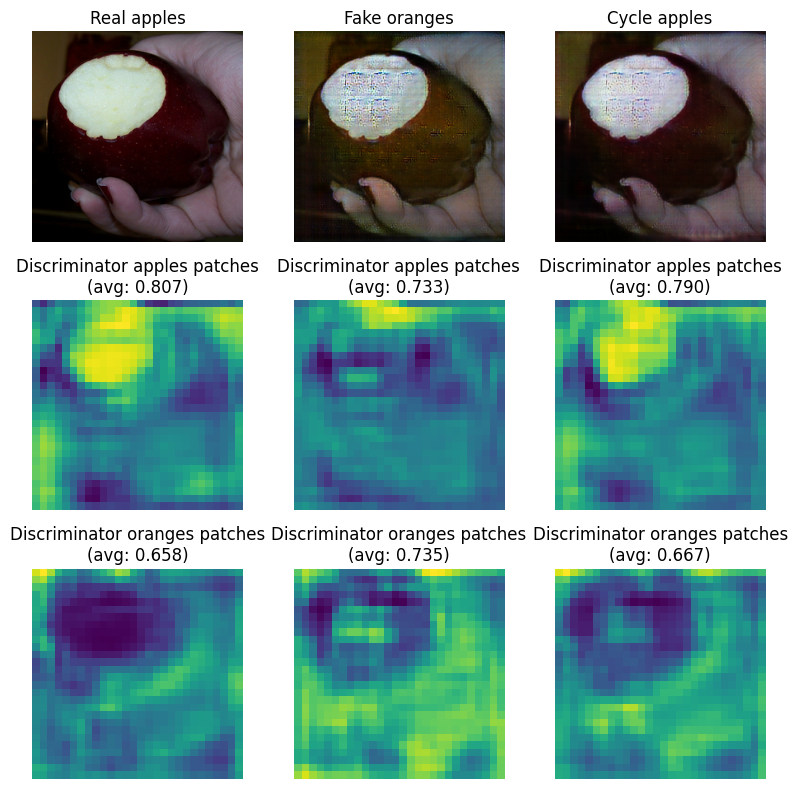 Real apples
Fake oranges
Cycle apples
Discriminator apples patches
(avg: 0.807)
Discriminator apples patches
(avg: 0.733)
Discriminator apples patches
(avg: 0.790)
Discriminator oranges patches
(avg: 0.658)
Discriminator oranges patches
(avg: 0.735)
Discriminator oranges patches
(avg: 0.667)